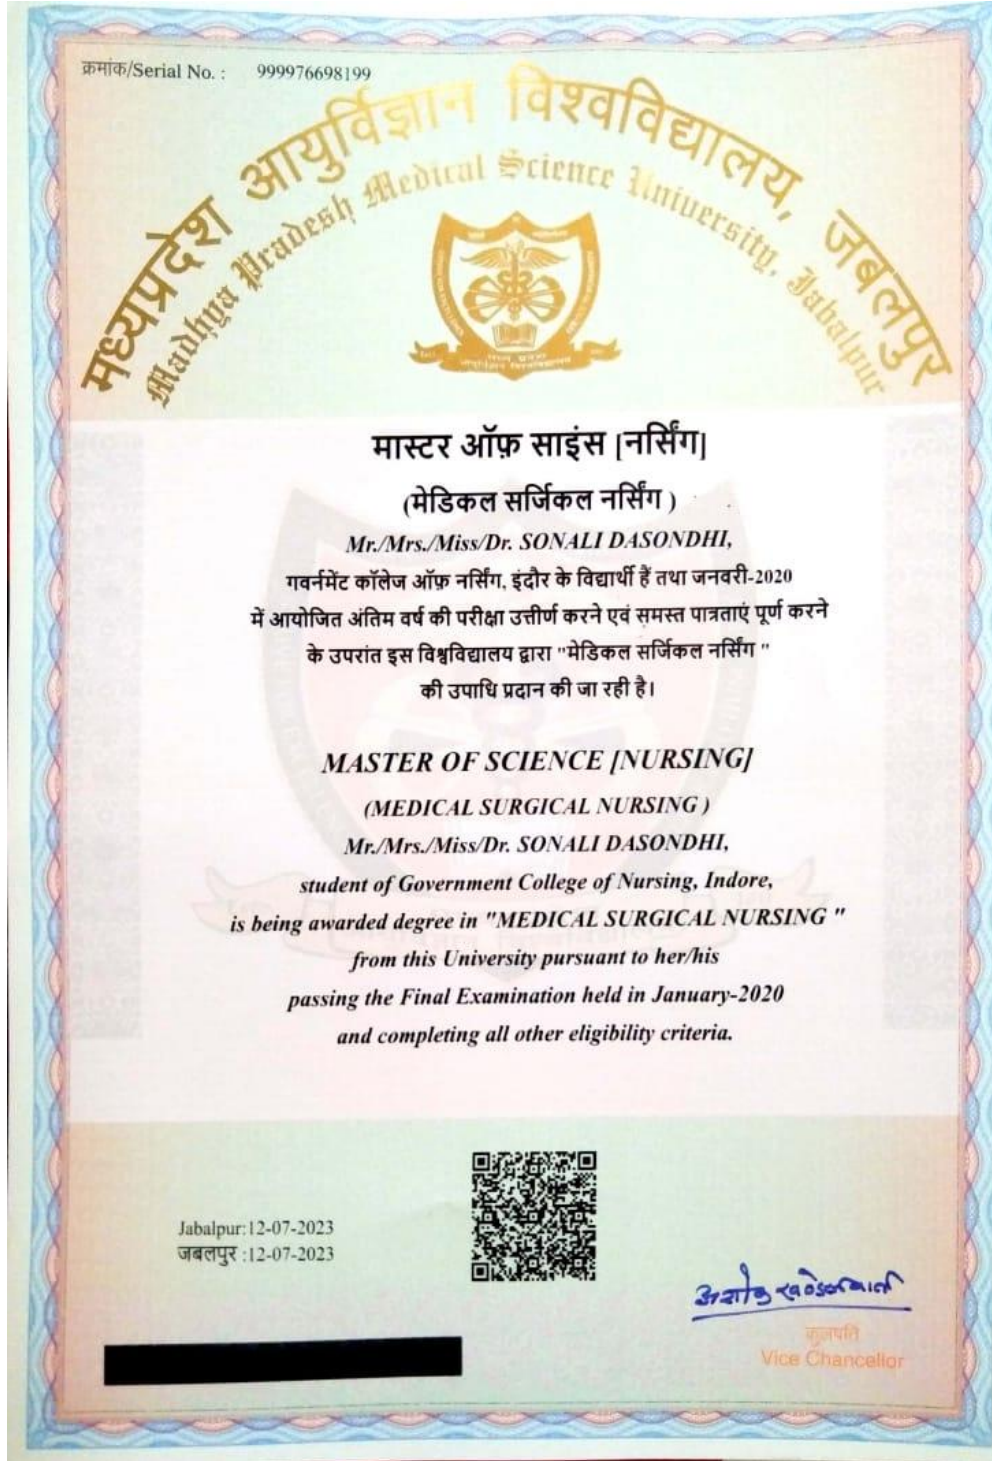 क्रमांक/Serial No. : 999976698199
मध्यप्रदेश आयुर्विज्ञान विश्वविद्यालय, जबलपुर
Madhya Pradesh Medical Science University, Jabalpur
मास्टर ऑफ़ साइंस [नर्सिंग]
(मेडिकल सर्जिकल नर्सिंग )
Mr./Mrs./Miss/Dr. SONALI DASONDHI,
गवर्नमेंट कॉलेज ऑफ़ नर्सिंग, इंदौर के विद्यार्थी हैं तथा जनवरी-2020
में आयोजित अंतिम वर्ष की परीक्षा उत्तीर्ण करने एवं समस्त पात्रताएं पूर्ण करने
के उपरांत इस विश्वविद्यालय द्वारा "मेडिकल सर्जिकल नर्सिंग "
की उपाधि प्रदान की जा रही है।
MASTER OF SCIENCE [NURSING]
(MEDICAL SURGICAL NURSING )
Mr./Mrs./Miss/Dr. SONALI DASONDHI,
student of Government College of Nursing, Indore,
is being awarded degree in "MEDICAL SURGICAL NURSING "
from this University pursuant to her/his
passing the Final Examination held in January-2020
and completing all other eligibility criteria.
Jabalpur:12-07-2023
जबलपुर :12-07-2023
कुलपति
Vice Chancellor